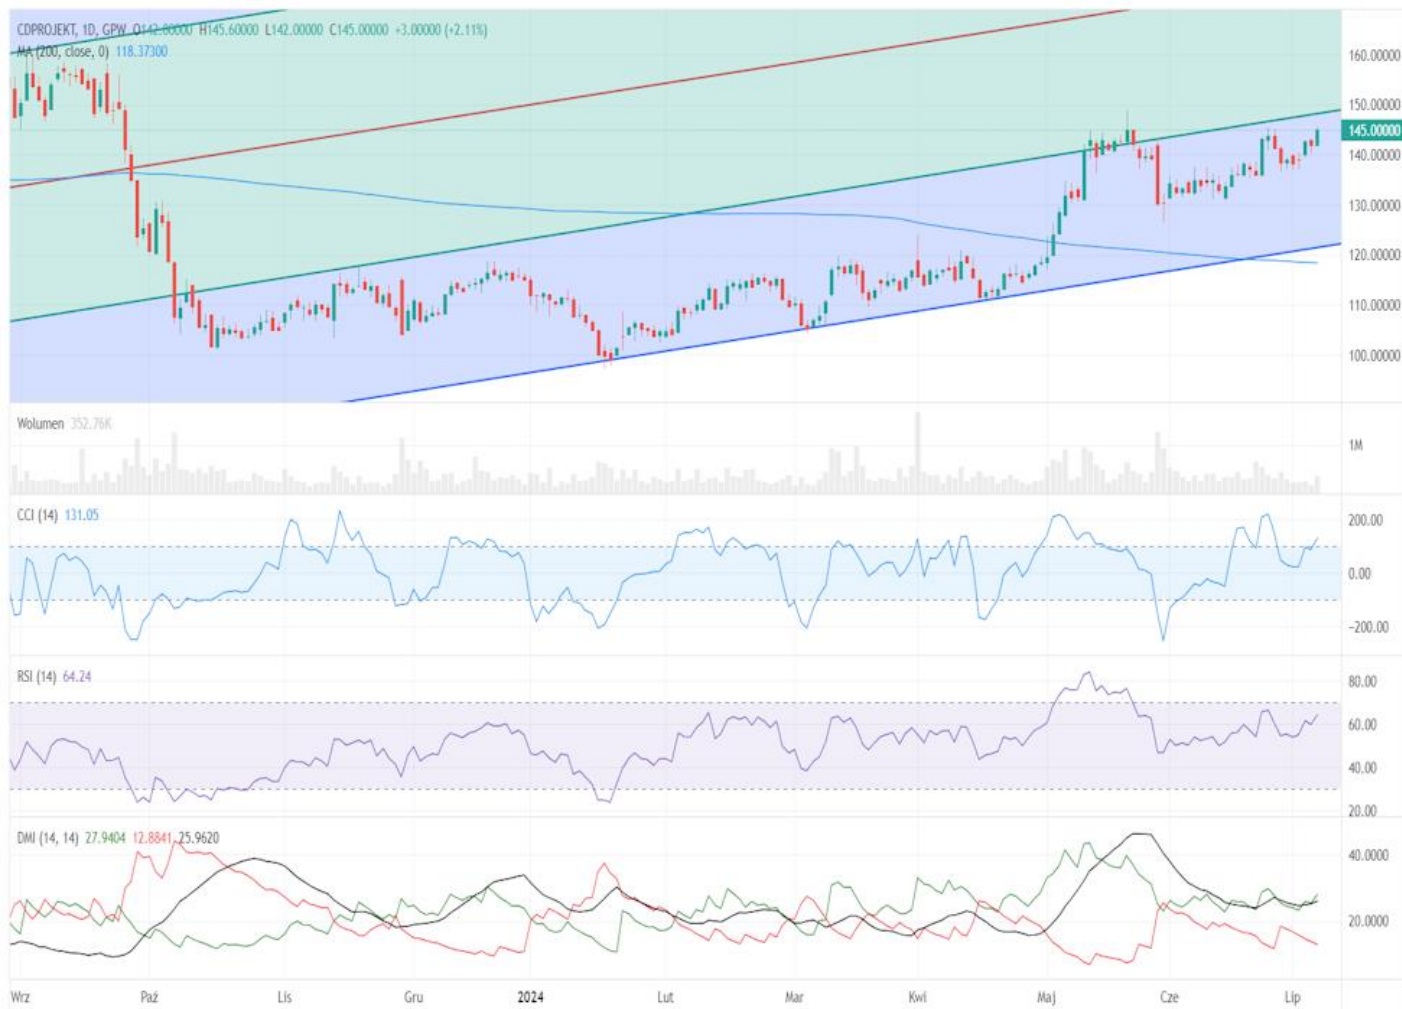 CDPROJEKT, 1D, GPW O142.00000 H145.60000 L142.00000 C145.00000 +3.00000 (+2.11%)
MA (200, close, 0) 118.37300
160.00000
150.00000
145.00000
140.00000
130.00000
120.00000
110.00000
100.00000
Wolumen 352.76K
1M
CCI (14) 131.05
200.00
0.00
−200.00
RSI (14) 64.24
80.00
60.00
40.00
20.00
DMI (14, 14) 27.9404 12.8841 25.9620
40.0000
20.0000
Wrz Paź Lis Gru 2024 Lut Mar Kwi Maj Cze Lip